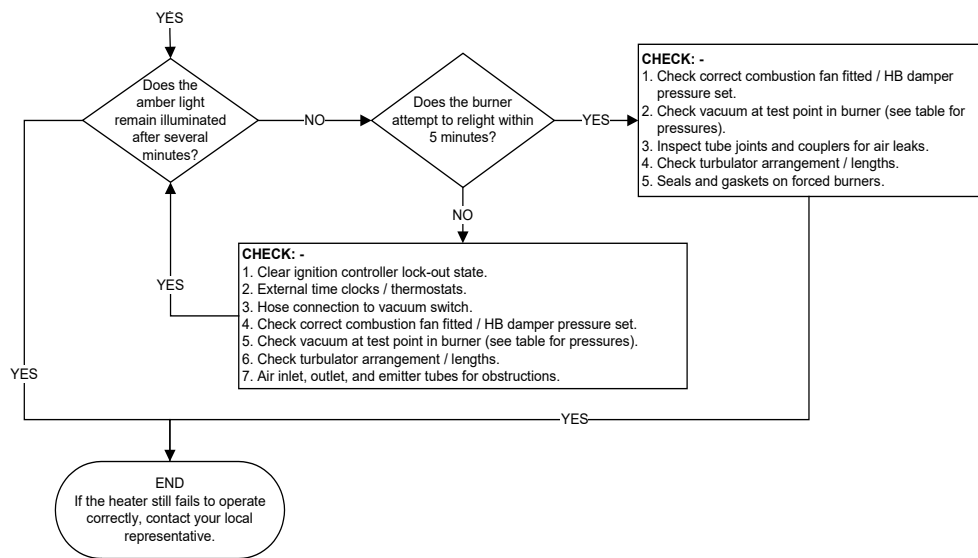 YES
Does the
amber light
remain illuminated
after several
minutes?
NO
Does the burner
attempt to relight within
5 minutes?
YES
CHECK: -
1. Check correct combustion fan fitted / HB damper
pressure set.
2. Check vacuum at test point in burner (see table for
pressures).
3. Inspect tube joints and couplers for air leaks.
4. Check turbulator arrangement / lengths.
5. Seals and gaskets on forced burners.
NO
CHECK: -
1. Clear ignition controller lock-out state.
2. External time clocks / thermostats.
3. Hose connection to vacuum switch.
4. Check correct combustion fan fitted / HB damper pressure set.
5. Check vacuum at test point in burner (see table for pressures).
6. Check turbulator arrangement / lengths.
7. Air inlet, outlet, and emitter tubes for obstructions.
YES
YES
YES
END
If the heater still fails to operate
correctly, contact your local
representative.